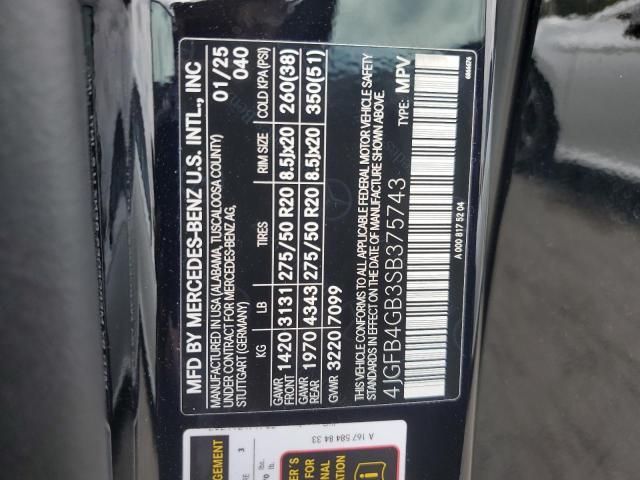 MFD BY MERCEDES-BENZ U.S. INTL., INC
MANUFACTURED IN USA (ALABAMA, TUSCALOOSA COUNTY)
UNDER CONTRACT FOR MERCEDES-BENZ AG,
STUTTGART (GERMANY)
01/25
040
KG LB TIRES RIM SIZE COLD KPA (PSI)
GAWR FRONT 1420 3131 275/50 R20 8.5Jx20 260(38)
GAWR REAR 1970 4343 275/50 R20 8.5Jx20 350(51)
GVWR 3220 7099
THIS VEHICLE CONFORMS TO ALL APPLICABLE FEDERAL MOTOR VEHICLE SAFETY
STANDARDS IN EFFECT ON THE DATE OF MANUFACTURE SHOWN ABOVE.
4JGFB4GB3SB375743 TYPE: MPV
A 000 817 52 04
A 167 584 84 33